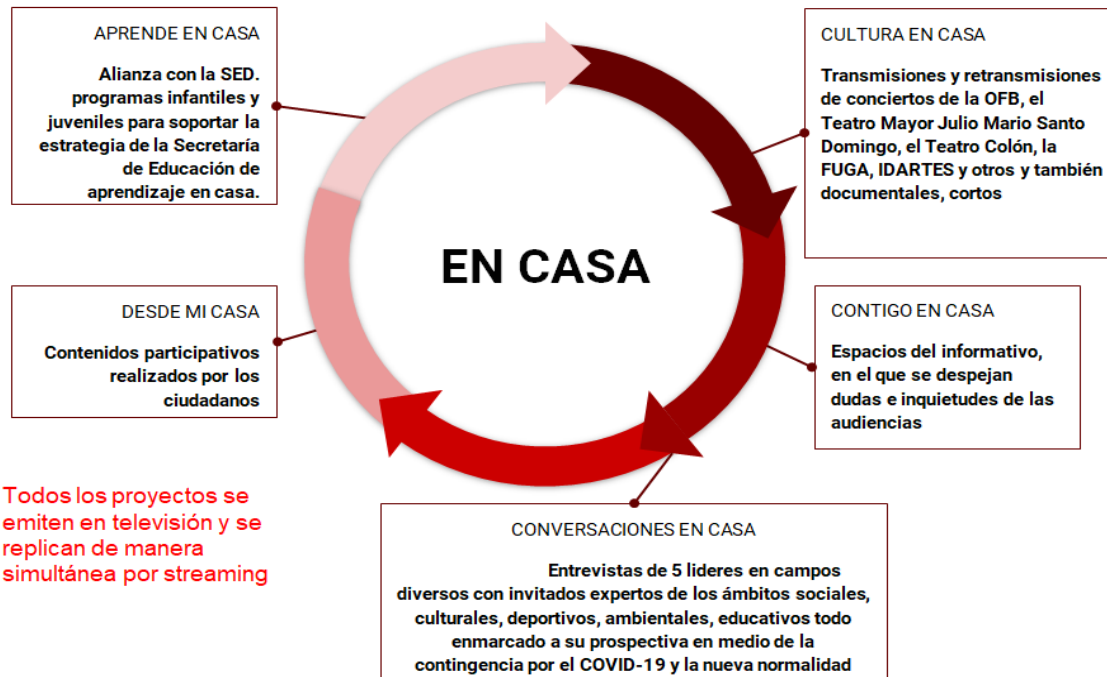 APRENDE EN CASA
Alianza con la SED.
programas infantiles y
juveniles para soportar la
estrategia de la Secretaría
de Educación de
aprendizaje en casa.
CULTURA EN CASA
Transmisiones y retransmisiones
de conciertos de la OFB, el
Teatro Mayor Julio Mario Santo
Domingo, el Teatro Colón, la
FUGA, IDARTES y otros y también
documentales, cortos
EN CASA
DESDE MI CASA
Contenidos participativos
realizados por los
ciudadanos
CONTIGO EN CASA
Espacios del informativo,
en el que se despejan
dudas e inquietudes de las
audiencias
Todos los proyectos se
emiten en televisión y se
replican de manera
simultánea por streaming
CONVERSACIONES EN CASA
Entrevistas de 5 lideres en campos
diversos con invitados expertos de los ámbitos sociales,
culturales, deportivos, ambientales, educativos todo
enmarcado a su prospectiva en medio de la
contingencia por el COVID-19 y la nueva normalidad